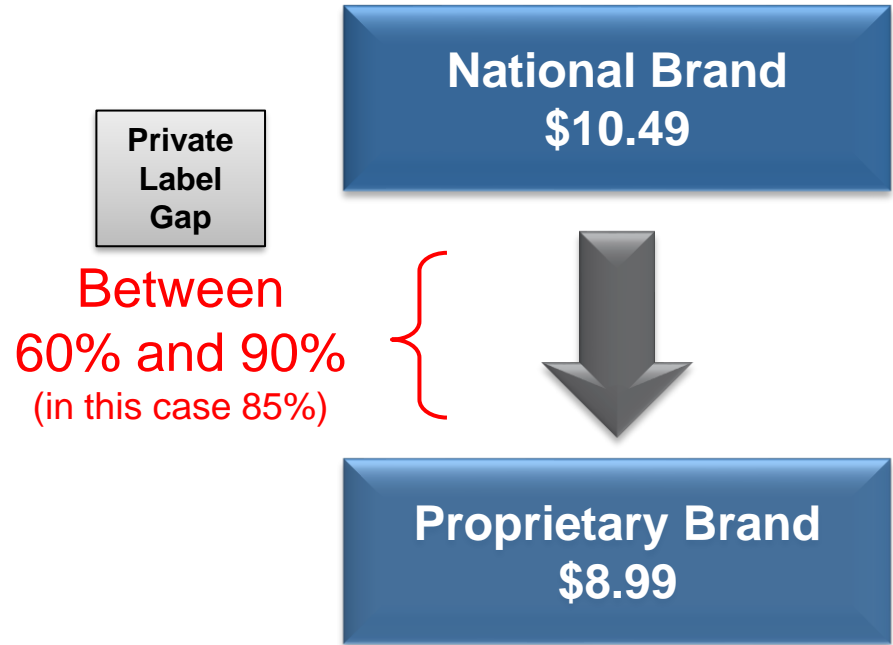 National Brand
$10.49
Private
Label
Gap
Between
60% and 90%
(in this case 85%)
Proprietary Brand
$8.99